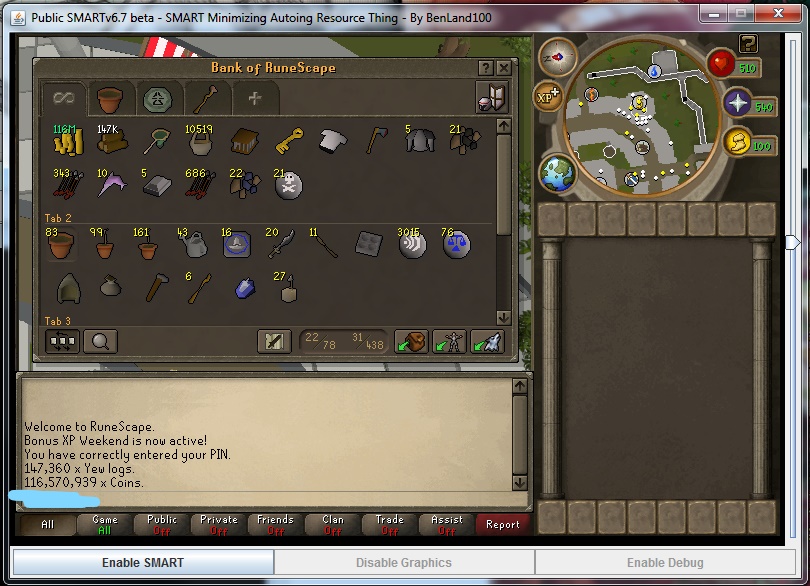 Public SMARTv6.7 beta - SMART Minimizing Autoing Resource Thing - By BenLand100
Bank of RuneScape
?
116M 147K 10519 5 21
343 10 5 686 22 21
Tab 2
83 99 161 43 16 20 11 3015 76
6 27
Tab 3
22
78
31
438
?
510
XP+
540
100
Welcome to RuneScape.
Bonus XP Weekend is now active!
You have correctly entered your PIN.
147,360 x Yew logs.
116,570,939 x Coins.
All
Game
All
Public
Off
Private
Off
Friends
Off
Clan
Off
Trade
Off
Assist
Off
Report
Enable SMART
Disable Graphics
Enable Debug